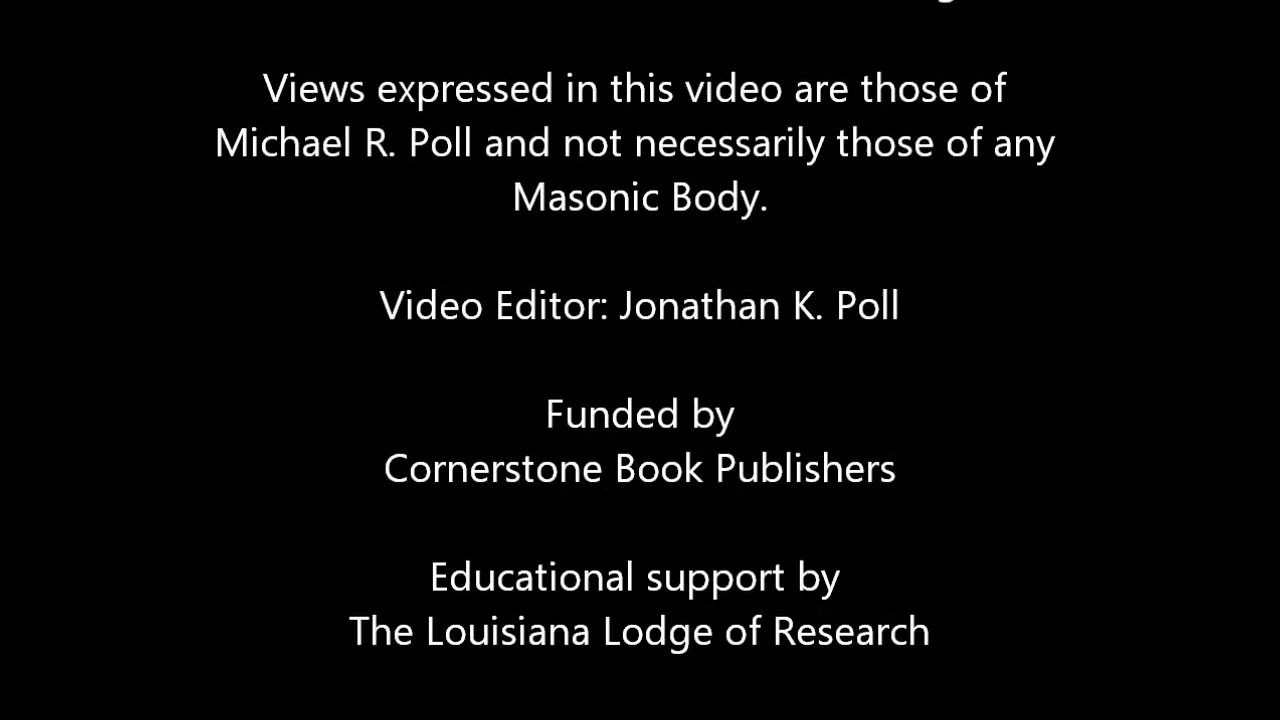 Views expressed in this video are those of
Michael R. Poll and not necessarily those of any
Masonic Body.
Video Editor: Jonathan K. Poll
Funded by
Cornerstone Book Publishers
Educational support by
The Louisiana Lodge of Research